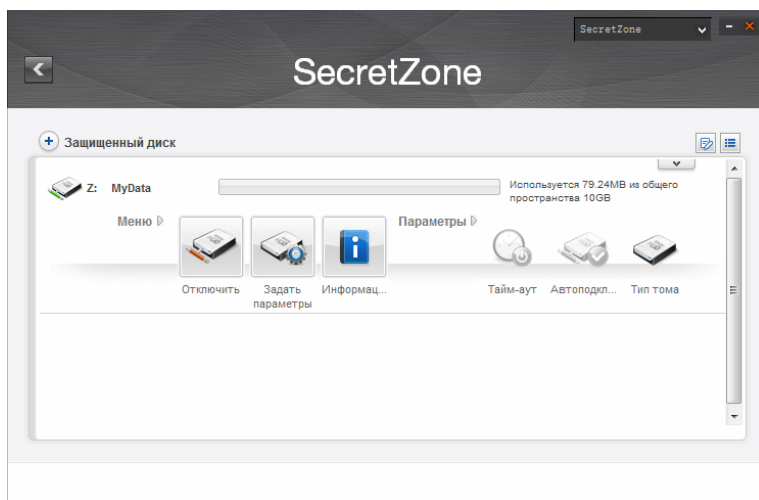 SecretZone
SecretZone
Защищенный диск
Z: MyData
Используется 79.24MB из общего
пространства 10GB
Меню
Параметры
Отключить
Задать
параметры
Информац...
Тайм-аут
Автоподкл...
Тип тома